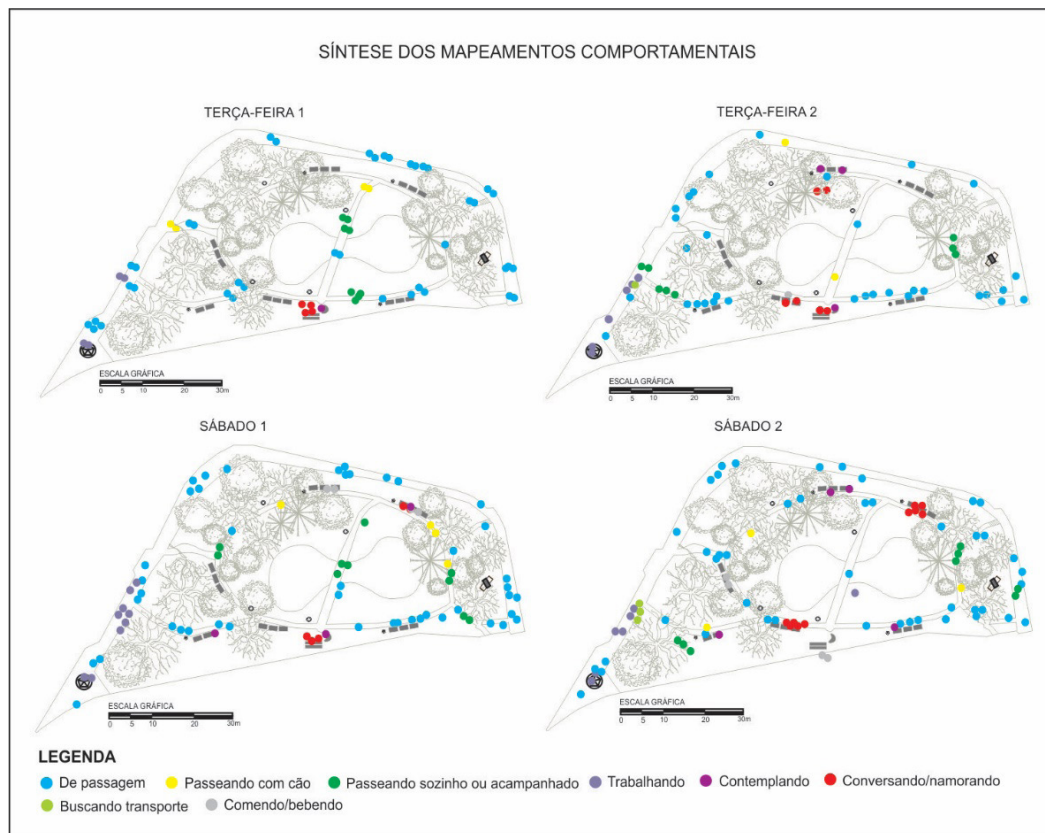 SÍNTESE DOS MAPEAMENTOS COMPORTAMENTAIS
TERÇA-FEIRA 1
TERÇA-FEIRA 2
ESCALA GRÁFICA
0 5 10 20 30m
ESCALA GRÁFICA
0 5 10 20 30m
SÁBADO 1
SÁBADO 2
ESCALA GRÁFICA
0 5 10 20 30m
ESCALA GRÁFICA
0 5 10 20 30m
LEGENDA
De passagem Passeando com cão Passeando sozinho ou acampanhado Trabalhando Contemplando Conversando/namorando
Buscando transporte Comendo/bebendo